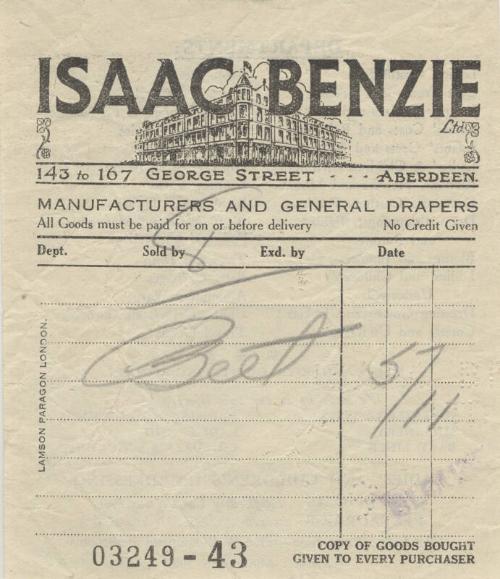 ISAAC BENZIE Ltd.
143 to 167 GEORGE STREET - - - ABERDEEN.
MANUFACTURERS AND GENERAL DRAPERS
All Goods must be paid for on or before delivery No Credit Given
Dept. Sold by Exd. by Date
8
Belt 5/11
LAMSON PARAGON LONDON.
03249-43
COPY OF GOODS BOUGHT
GIVEN TO EVERY PURCHASER